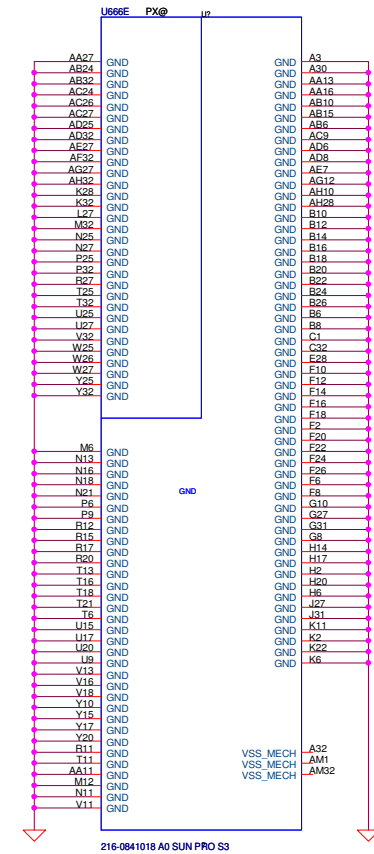 U666E PX@ U?
AA27 GND GND A3
AB24 GND GND A30
AB32 GND GND AA13
AC24 GND GND AA16
AC26 GND GND AB10
AC27 GND GND AB15
AD25 GND GND AB6
AD32 GND GND AC9
AE27 GND GND AD6
AF32 GND GND AD8
AG27 GND GND AE7
AH32 GND GND AG12
K28 GND GND AH10
K32 GND GND AH28
L27 GND GND B10
M32 GND GND B12
N25 GND GND B14
N27 GND GND B16
P25 GND GND B18
P32 GND GND B20
R27 GND GND B22
T25 GND GND B24
T32 GND GND B26
U25 GND GND B6
U27 GND GND B8
V32 GND GND C1
W25 GND GND C32
W26 GND GND E28
W27 GND GND F10
Y25 GND GND F12
Y32 GND GND F14
GND F16
GND F18
GND F2
GND F20
M6 GND GND F22
N13 GND GND F24
N16 GND GND F26
N18 GND GND F6
N21 GND GND GND F8
P6 GND GND G10
P9 GND GND G27
R12 GND GND G31
R15 GND GND G8
R17 GND GND H14
R20 GND GND H17
T13 GND GND H2
T16 GND GND H20
T18 GND GND H6
T21 GND GND J27
T6 GND GND J31
U15 GND GND K11
U17 GND GND K2
U20 GND GND K22
U9 GND GND K6
V13 GND
V16 GND
V18 GND
Y10 GND
Y15 GND
Y17 GND
Y20 GND
R11 GND VSS_MECH A32
T11 GND VSS_MECH AM1
AA11 GND VSS_MECH AM32
M12 GND
N11 GND
V11 GND
216-0841018 A0 SUN PRO S3